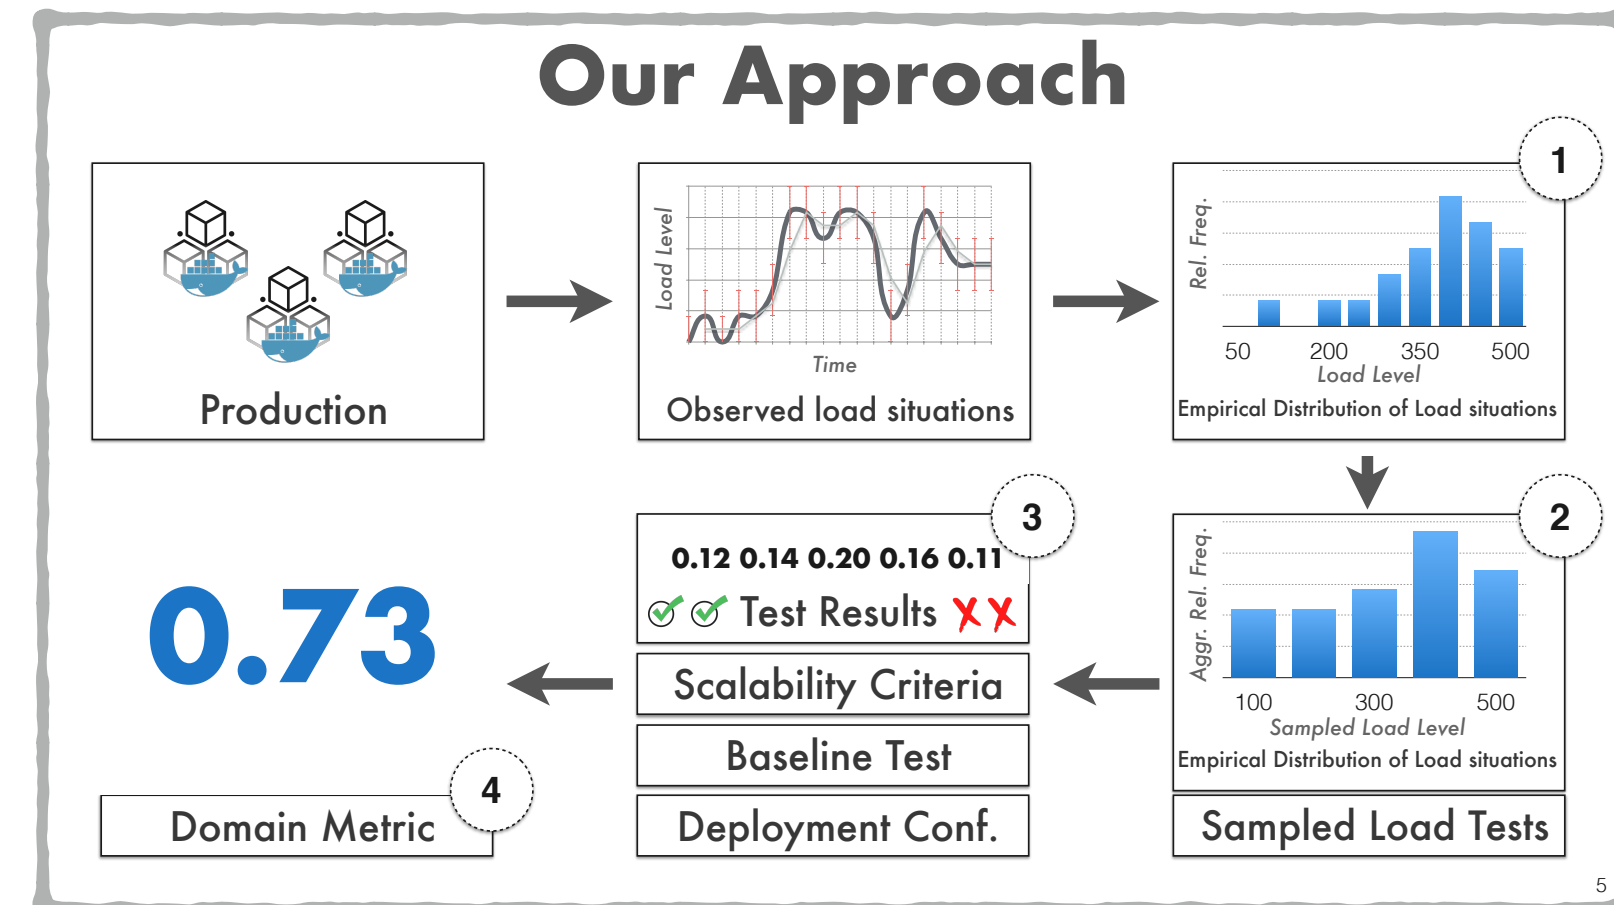 Our Approach
Production
Load Level
Time
Observed load situations
1
Rel. Freq.
50 200 350 500
Load Level
Empirical Distribution of Load situations
2
Aggr. Rel. Freq.
100 300 500
Sampled Load Level
Empirical Distribution of Load situations
Sampled Load Tests
3
0.12 0.14 0.20 0.16 0.11
Test Results
Scalability Criteria
Baseline Test
Deployment Conf.
0.73
4
Domain Metric
5